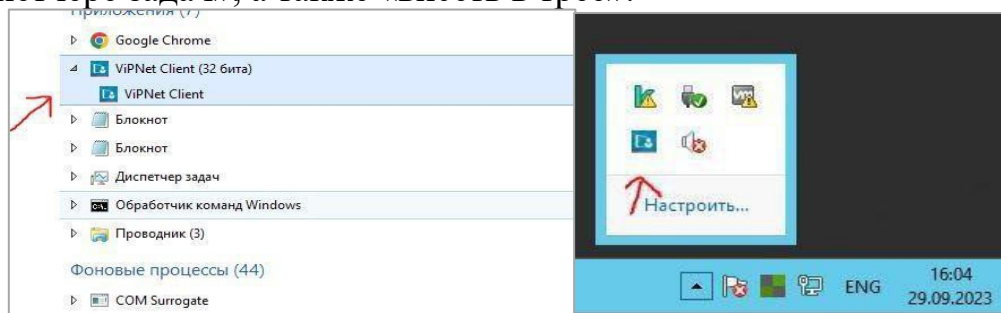 Приложения (7)
Google Chrome
ViPNet Client (32 бита)
ViPNet Client
Блокнот
Блокнот
Диспетчер задач
Обработчик команд Windows
Проводник (3)
Фоновые процессы (44)
COM Surrogate
Настроить...
ENG
16:04
29.09.2023